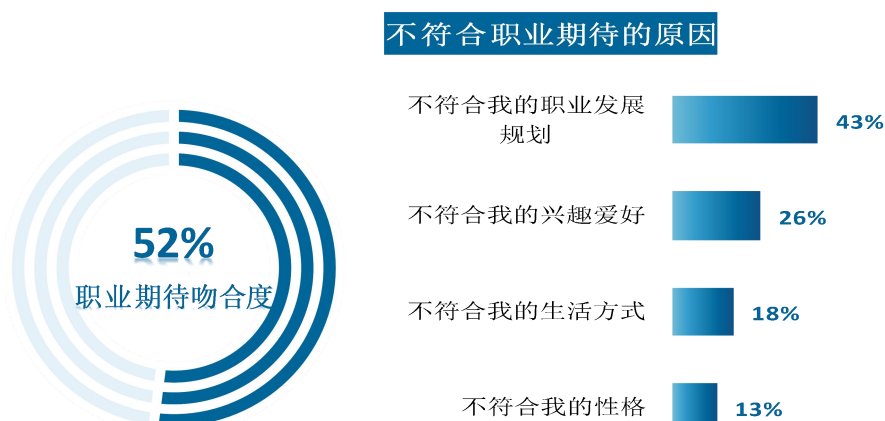 不符合职业期待的原因
不符合我的职业发展
规划
43%
不符合我的兴趣爱好
26%
52%
职业期待吻合度
不符合我的生活方式
18%
不符合我的性格
13%